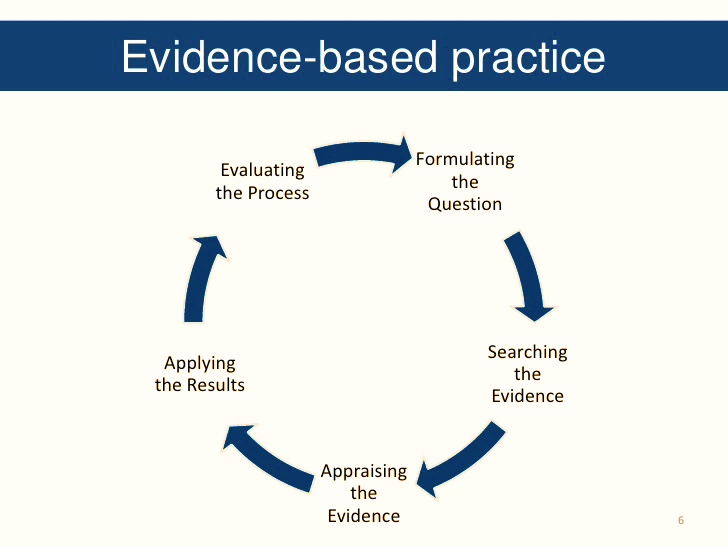 Evidence-based practice
Formulating
the
Question
Searching
the
Evidence
Appraising
the
Evidence
Applying
the Results
Evaluating
the Process
6